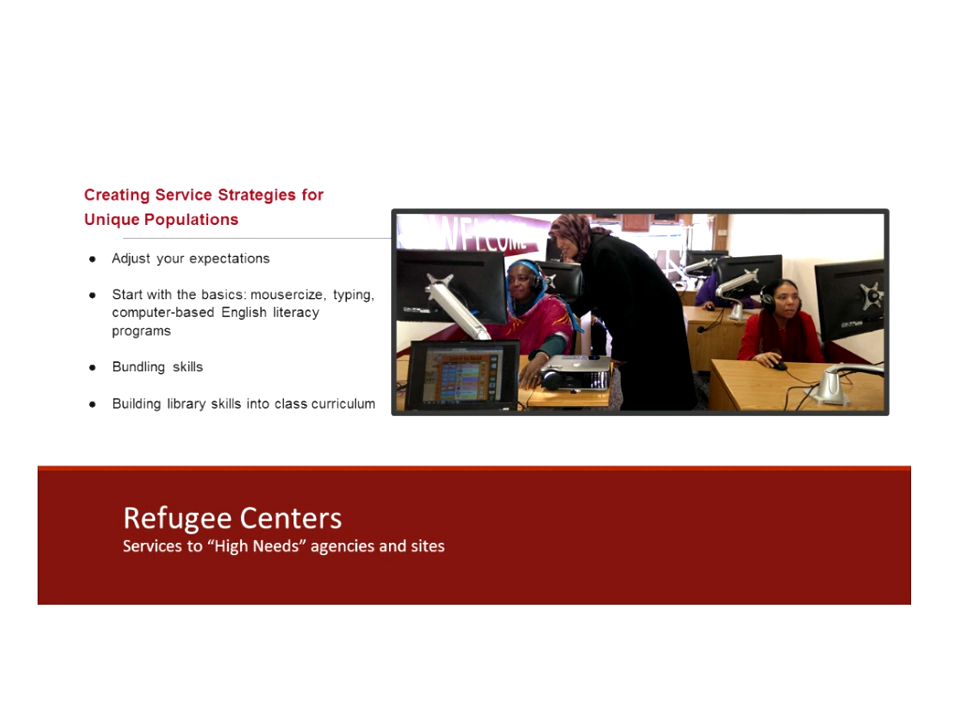 Creating Service Strategies for
Unique Populations
● Adjust your expectations
● Start with the basics: mousercize, typing,
computer-based English literacy
programs
● Bundling skills
● Building library skills into class curriculum
WELCOME
Refugee Centers
Services to “High Needs” agencies and sites